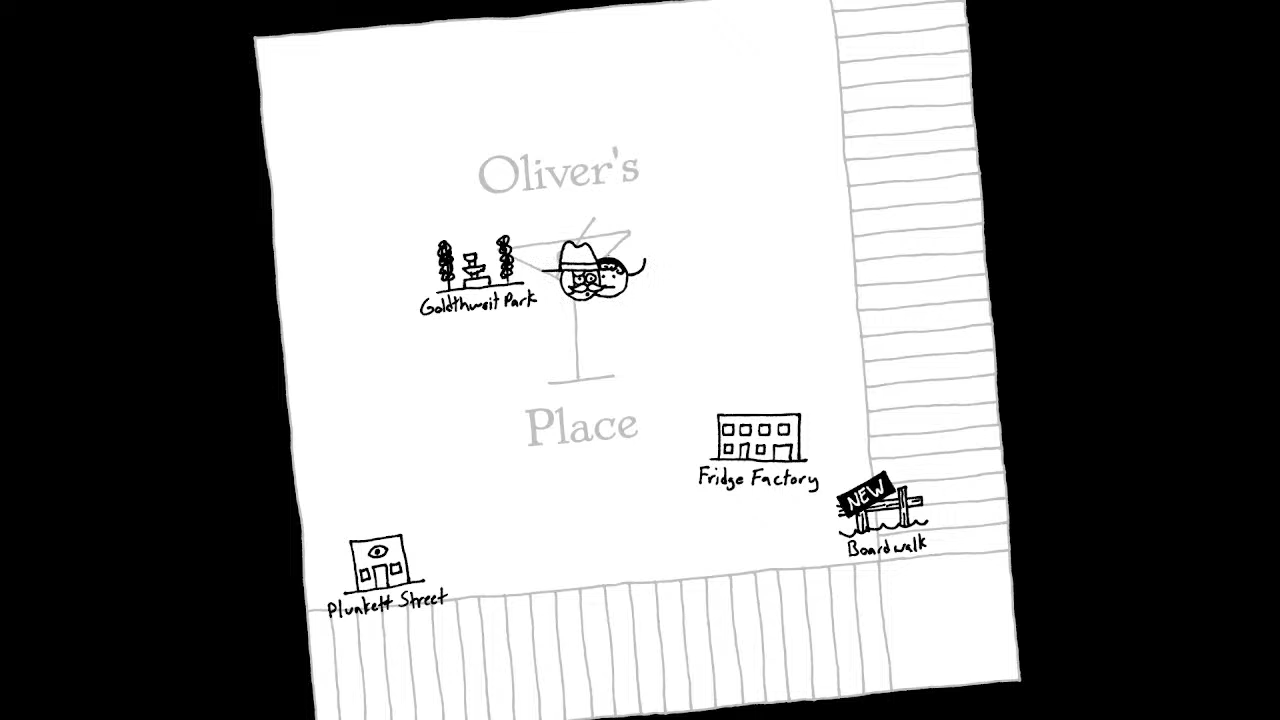 Oliver's
Goldthwait Park
Place
Fridge Factory
NEW
Boardwalk
Plunkett Street